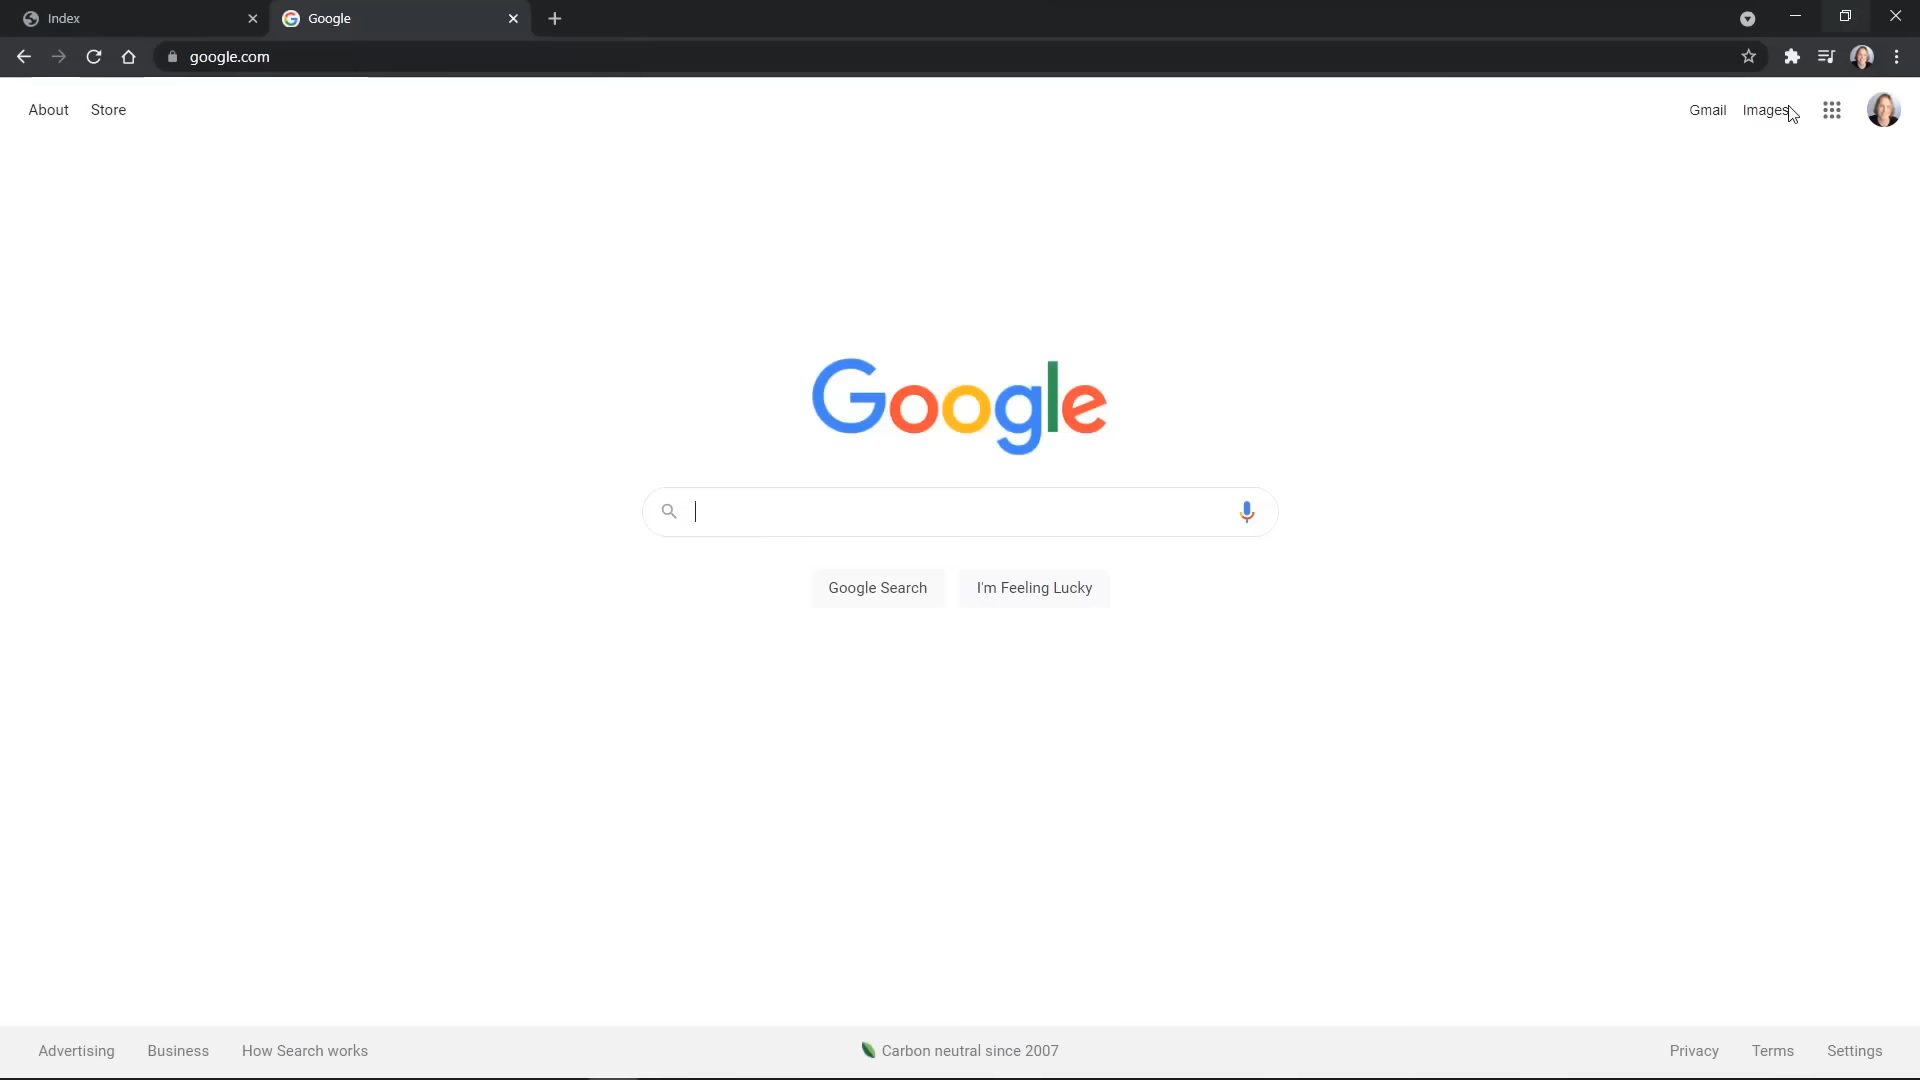 Index
Google
google.com
About Store
Gmail Images
Google
Google Search I'm Feeling Lucky
Advertising Business How Search works
Carbon neutral since 2007
Privacy Terms Settings